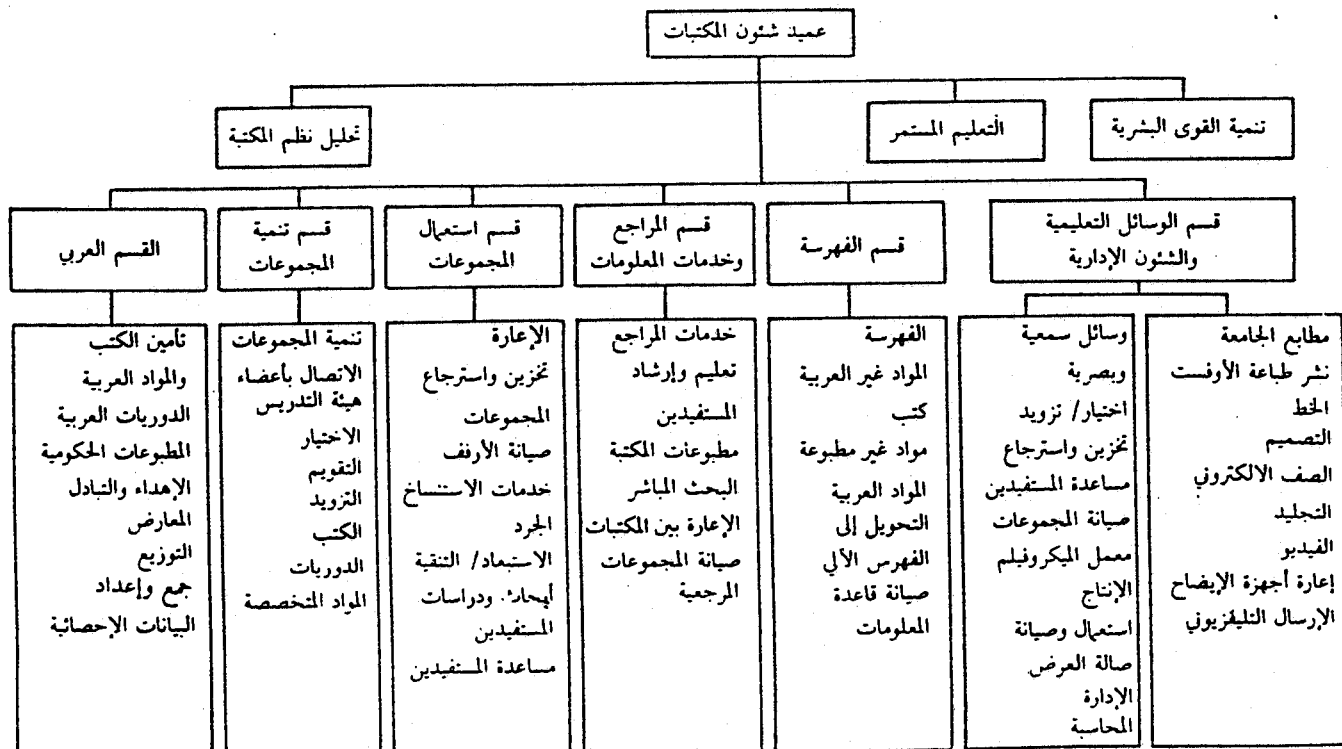 عميد شئون المكتبات
تنمية القوى البشرية
التعليم المستمر
تحليل نظم المكتبة
قسم الوسائل التعليمية
والشئون الإدارية
قسم الفهرسة
قسم المراجع
وخدمات المعلومات
قسم استعمال
المجموعات
قسم تنمية
المجموعات
القسم العربي
مطابع الجامعة
نشر طباعة الأوفست
الخط
التصميم
الصف الالكتروني
التجليد
الفيديو
إعارة أجهزة الإيضاح
الإرسال التليفزيوني
وسائل سمعية
وبصرية
اختيار/ تزويد
تخزين واسترجاع
مساعدة المستفيدين
صيانة المجموعات
معمل الميكروفيلم
الإنتاج
استعمال وصيانة
صالة العرض
الإدارة
المحاسبة
الفهرسة
المواد غير العربية
كتب
مواد غير مطبوعة
المواد العربية
التحويل إلى
الفهرس الآلي
صيانة قاعدة
المعلومات
خدمات المراجع
تعليم وإرشاد
المستفيدين
مطبوعات المكتبة
البحث المباشر
الإعارة بين المكتبات
صيانة المجموعات
المرجعية
الإعارة
تخزين واسترجاع
المجموعات
صيانة الأرفف
خدمات الاستنساخ
الجرد
الاستبعاد/ التنقية
أبحاث ودراسات
المستفيدين
مساعدة المستفيدين
تنمية المجموعات
الاتصال بأعضاء
هيئة التدريس
الاختيار
التقويم
التزويد
الكتب
الدوريات
المواد المتخصصة
تأمين الكتب
والمواد العربية
الدوريات العربية
المطبوعات الحكومية
الإهداء والتبادل
المعارض
التوزيع
جمع وإعداد
البيانات الإحصائية